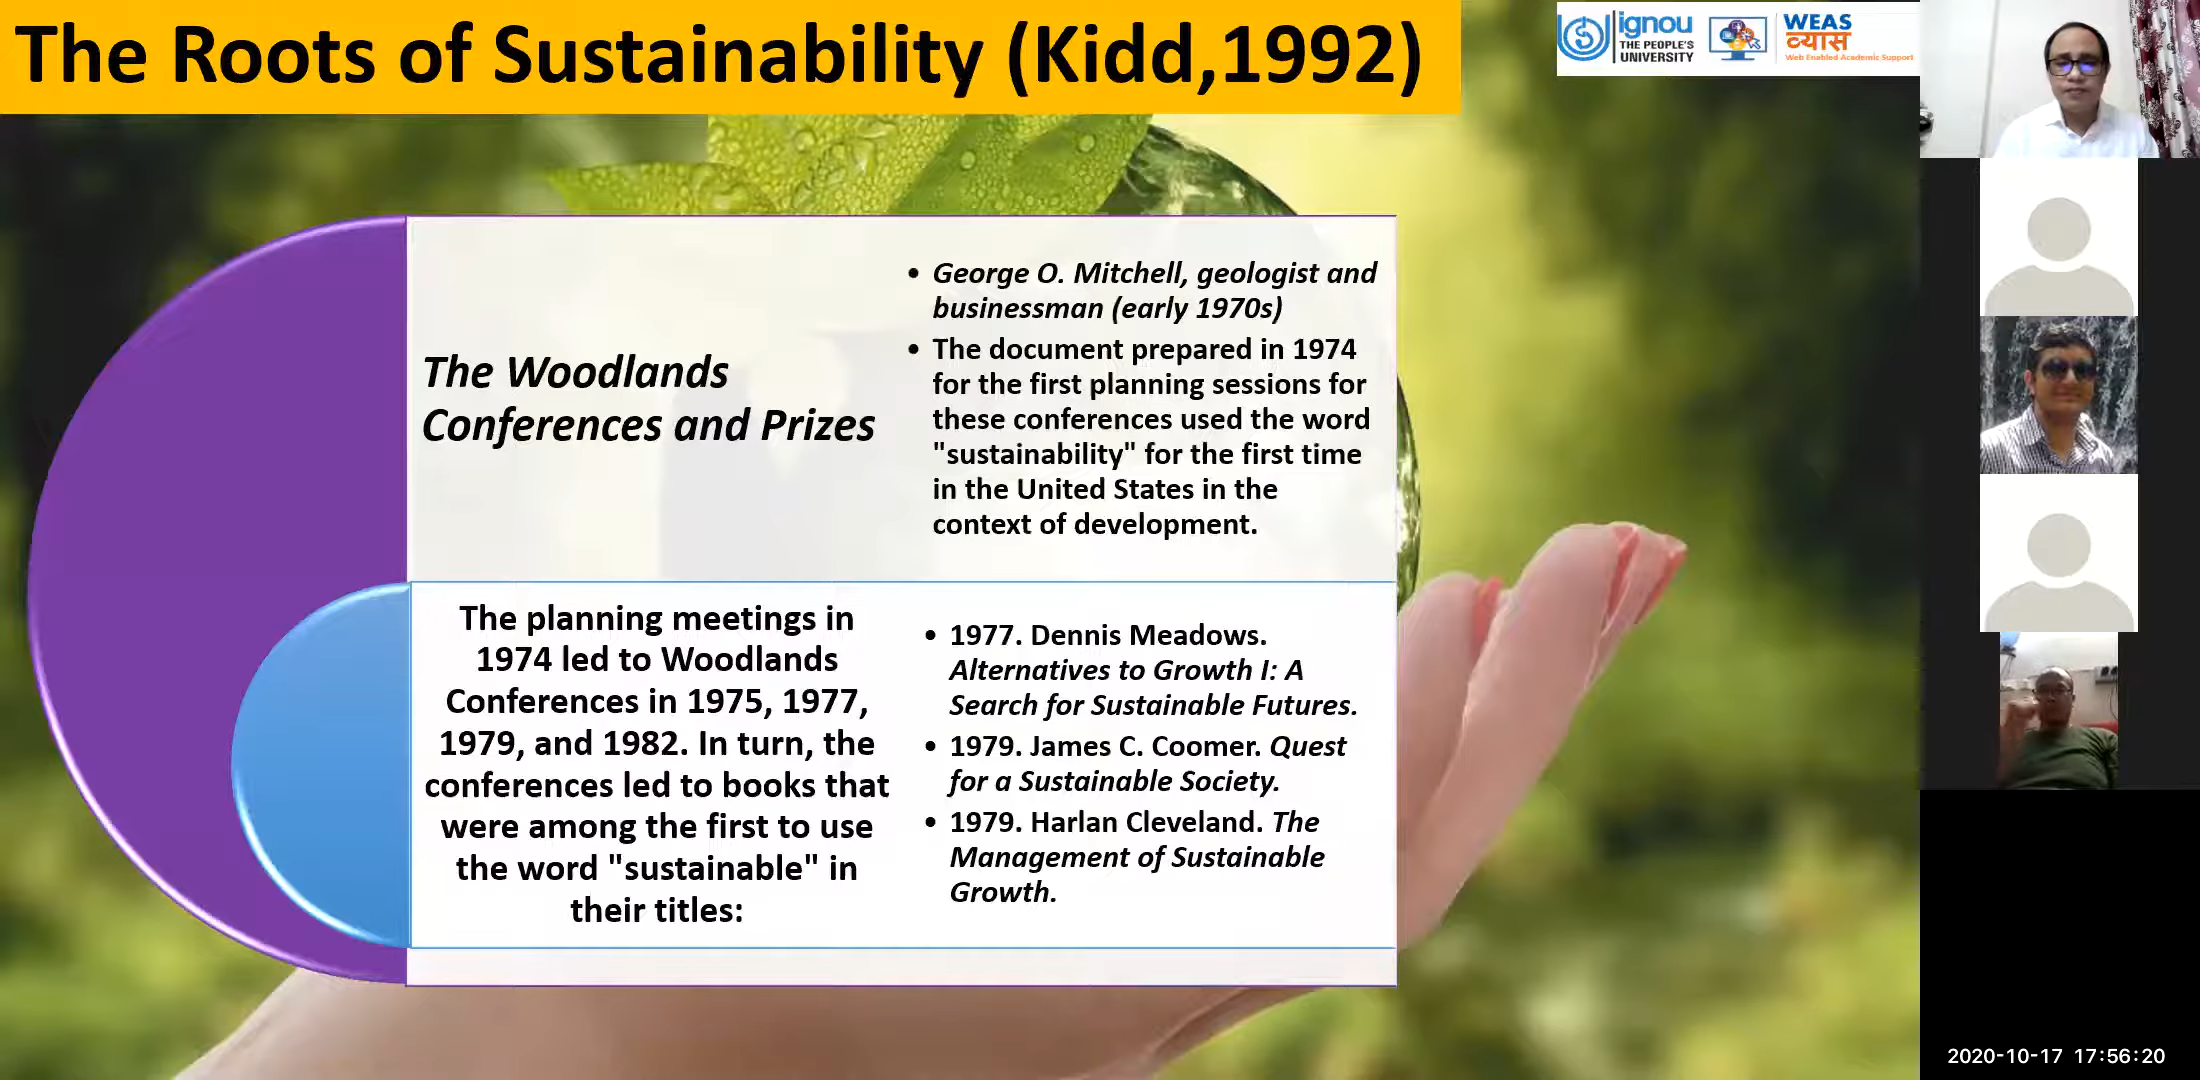 The Roots of Sustainability (Kidd,1992)
ignou
THE PEOPLE'S
UNIVERSITY
WEAS
व्यास
Web Enabled Academic Support
The Woodlands
Conferences and Prizes
• George O. Mitchell, geologist and
businessman (early 1970s)
• The document prepared in 1974
for the first planning sessions for
these conferences used the word
"sustainability" for the first time
in the United States in the
context of development.
The planning meetings in
1974 led to Woodlands
Conferences in 1975, 1977,
1979, and 1982. In turn, the
conferences led to books that
were among the first to use
the word "sustainable" in
their titles:
• 1977. Dennis Meadows.
Alternatives to Growth I: A
Search for Sustainable Futures.
• 1979. James C. Coomer. Quest
for a Sustainable Society.
• 1979. Harlan Cleveland. The
Management of Sustainable
Growth.
2020-10-17 17:56:20